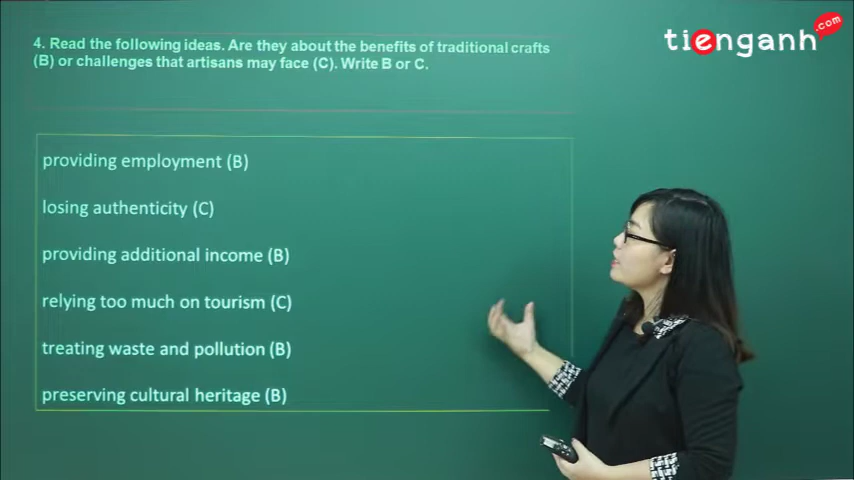 4. Read the following ideas. Are they about the benefits of traditional crafts
(B) or challenges that artisans may face (C). Write B or C.
tienganh.com
providing employment (B)
losing authenticity (C)
providing additional income (B)
relying too much on tourism (C)
treating waste and pollution (B)
preserving cultural heritage (B)